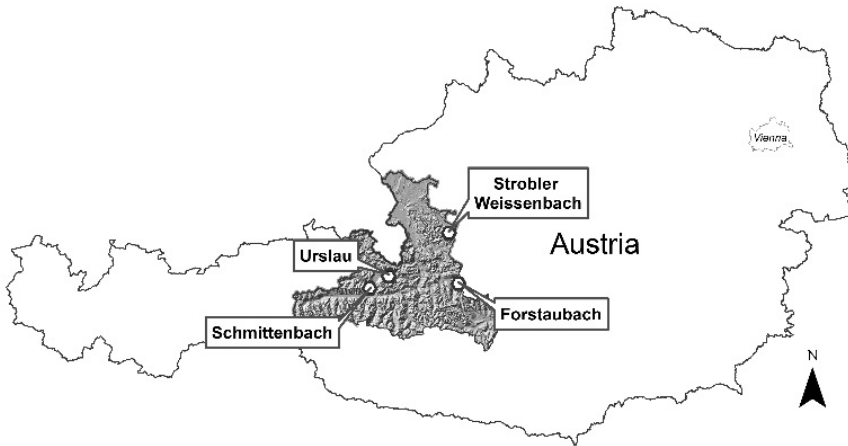 Vienna
Strobler
Weissenbach
Austria
Urslau
Forstaubach
Schmittenbach
N